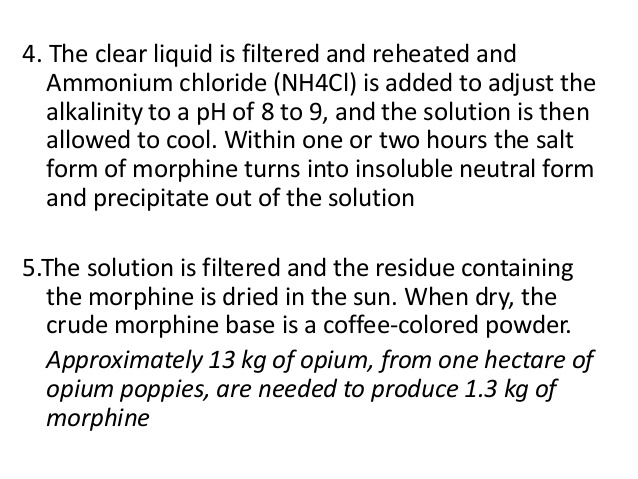 4. The clear liquid is filtered and reheated and
Ammonium chloride (NH4Cl) is added to adjust the
alkalinity to a pH of 8 to 9, and the solution is then
allowed to cool. Within one or two hours the salt
form of morphine turns into insoluble neutral form
and precipitate out of the solution
5.The solution is filtered and the residue containing
the morphine is dried in the sun. When dry, the
crude morphine base is a coffee-colored powder.
Approximately 13 kg of opium, from one hectare of
opium poppies, are needed to produce 1.3 kg of
morphine